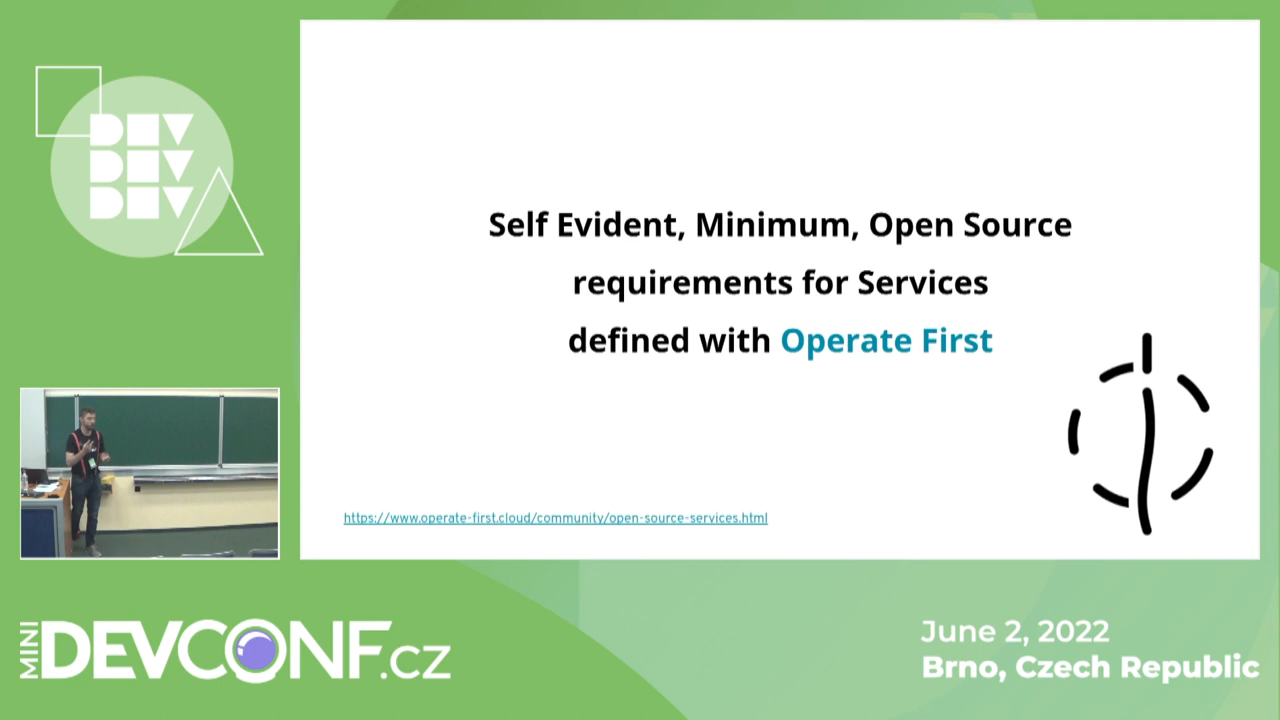 DEV
DEV
DEV
Self Evident, Minimum, Open Source
requirements for Services
defined with Operate First
https://www.operate-first.cloud/community/open-source-services.html
MINI
DEVCONF.cz
June 2, 2022
Brno, Czech Republic